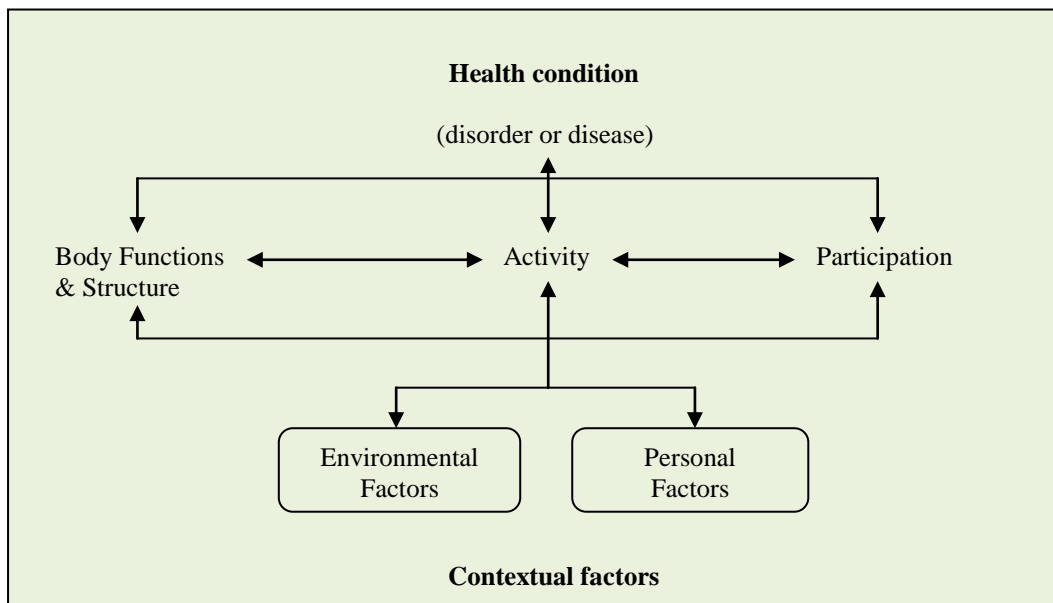 Health condition
(disorder or disease)
Body Functions
& Structure
Activity
Participation
Environmental
Factors
Personal
Factors
Contextual factors